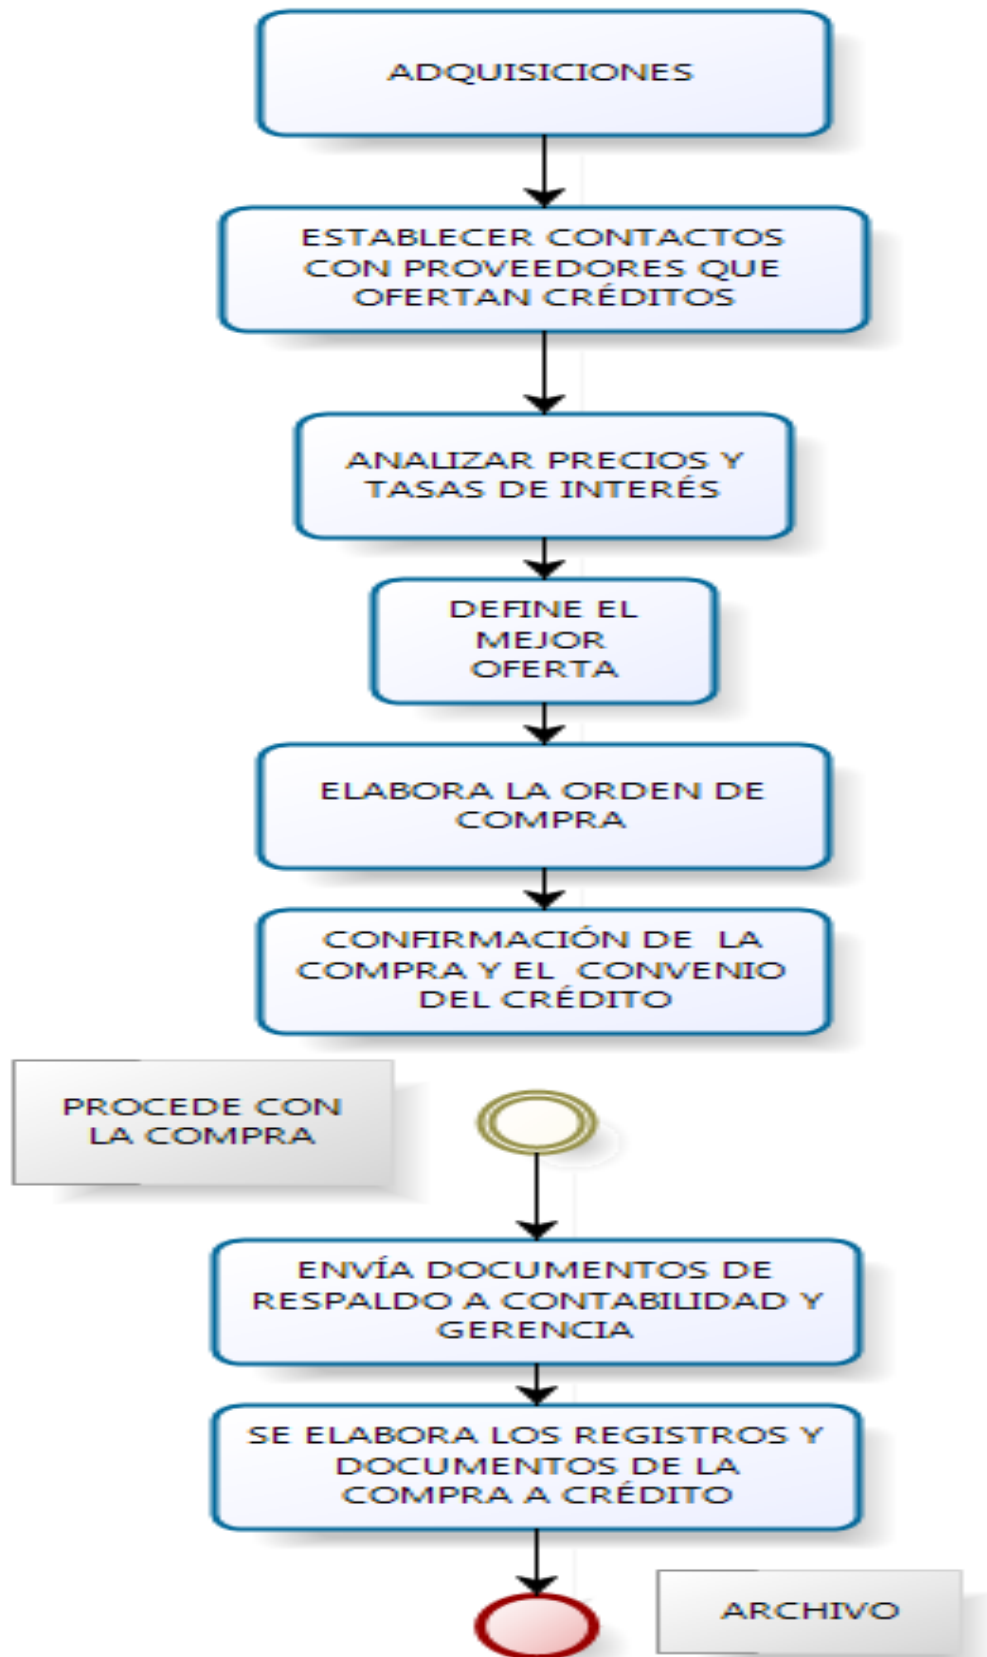 ADQUISICIONES
ESTABLECER CONTACTOS
CON PROVEEDORES QUE
OFERTAN CRÉDITOS
ANALIZAR PRECIOS Y
TASAS DE INTERÉS
DEFINE EL
MEJOR
OFERTA
ELABORA LA ORDEN DE
COMPRA
CONFIRMACIÓN DE LA
COMPRA Y EL CONVENIO
DEL CRÉDITO
PROCEDE CON
LA COMPRA
ENVÍA DOCUMENTOS DE
RESPALDO A CONTABILIDAD Y
GERENCIA
SE ELABORA LOS REGISTROS Y
DOCUMENTOS DE LA
COMPRA A CRÉDITO
ARCHIVO